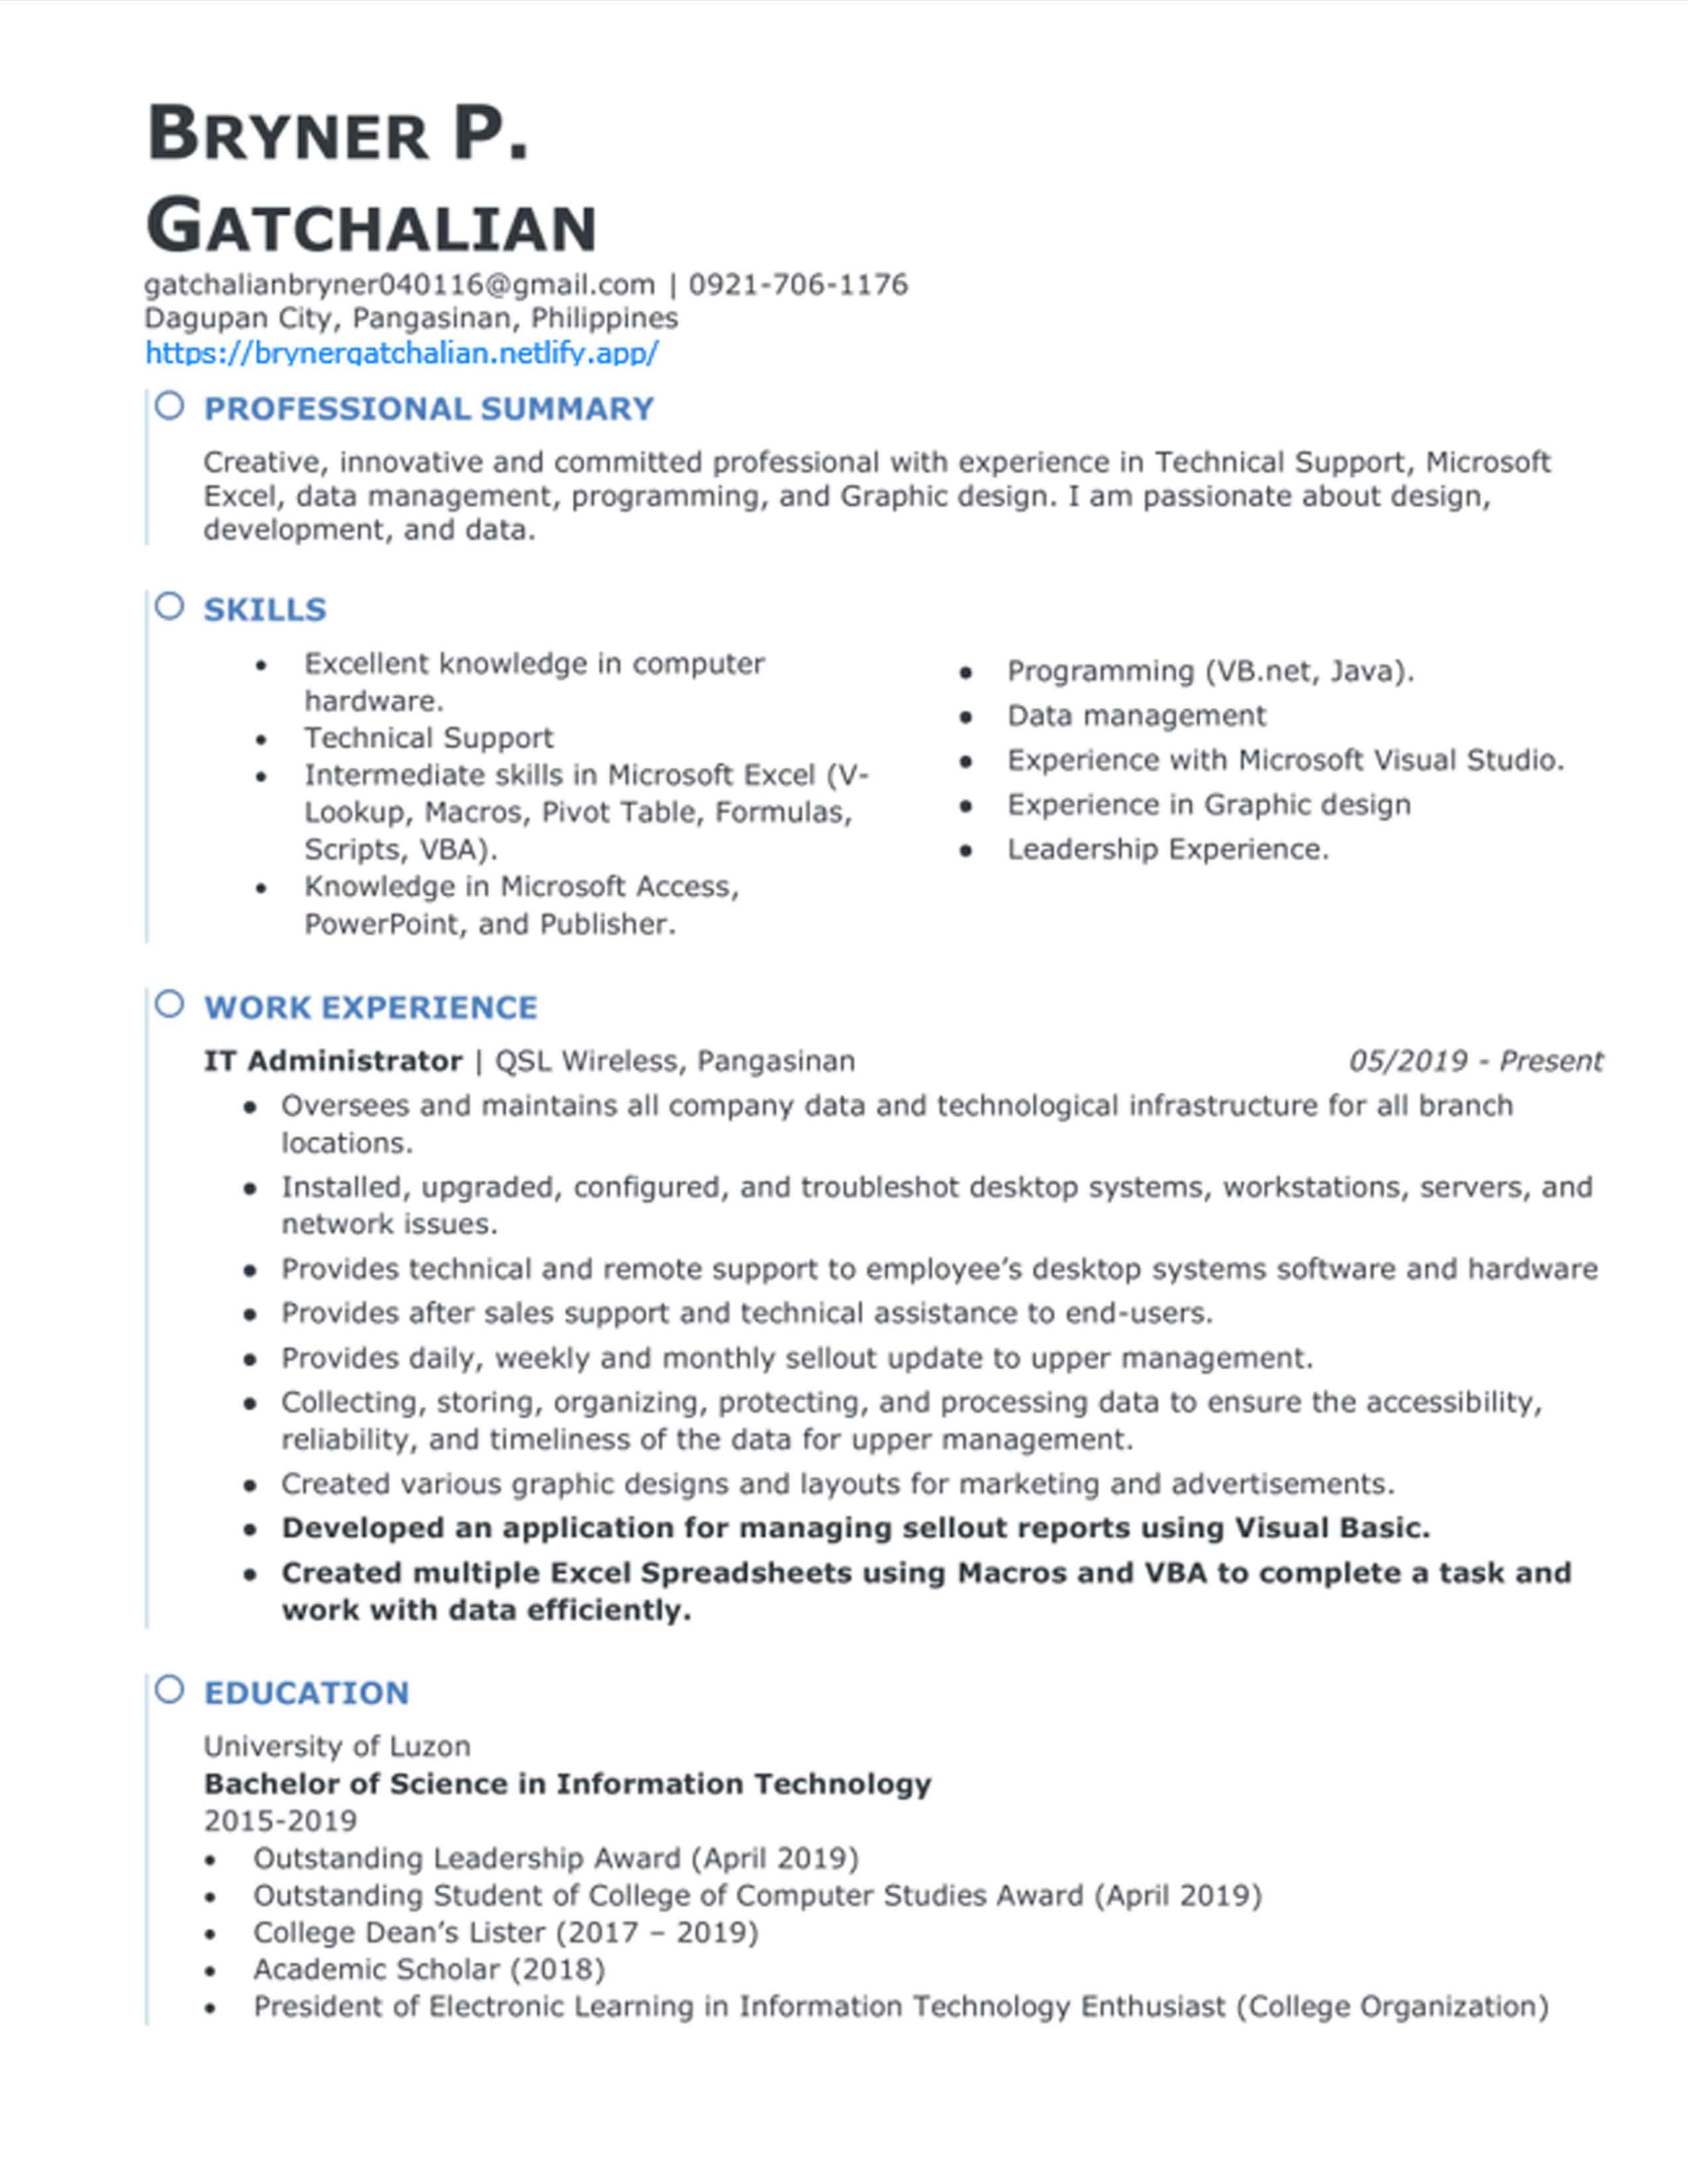 BRYNER P.
GATCHALIAN
gatchalianbryner040116@gmail.com | 0921-706-1176
Dagupan City, Pangasinan, Philippines
https://brynergatchalian.netlify.app/
PROFESSIONAL SUMMARY
Creative, innovative and committed professional with experience in Technical Support, Microsoft
Excel, data management, programming, and Graphic design. I am passionate about design,
development, and data.
SKILLS
• Excellent knowledge in computer
hardware.
• Technical Support
• Intermediate skills in Microsoft Excel (V-
Lookup, Macros, Pivot Table, Formulas,
Scripts, VBA).
• Knowledge in Microsoft Access,
PowerPoint, and Publisher.
• Programming (VB.net, Java).
• Data management
• Experience with Microsoft Visual Studio.
• Experience in Graphic design
• Leadership Experience.
WORK EXPERIENCE
IT Administrator | QSL Wireless, Pangasinan 05/2019 - Present
• Oversees and maintains all company data and technological infrastructure for all branch
locations.
• Installed, upgraded, configured, and troubleshot desktop systems, workstations, servers, and
network issues.
• Provides technical and remote support to employee’s desktop systems software and hardware
• Provides after sales support and technical assistance to end-users.
• Provides daily, weekly and monthly sellout update to upper management.
• Collecting, storing, organizing, protecting, and processing data to ensure the accessibility,
reliability, and timeliness of the data for upper management.
• Created various graphic designs and layouts for marketing and advertisements.
• Developed an application for managing sellout reports using Visual Basic.
• Created multiple Excel Spreadsheets using Macros and VBA to complete a task and
work with data efficiently.
EDUCATION
University of Luzon
Bachelor of Science in Information Technology
2015-2019
• Outstanding Leadership Award (April 2019)
• Outstanding Student of College of Computer Studies Award (April 2019)
• College Dean’s Lister (2017 – 2019)
• Academic Scholar (2018)
• President of Electronic Learning in Information Technology Enthusiast (College Organization)